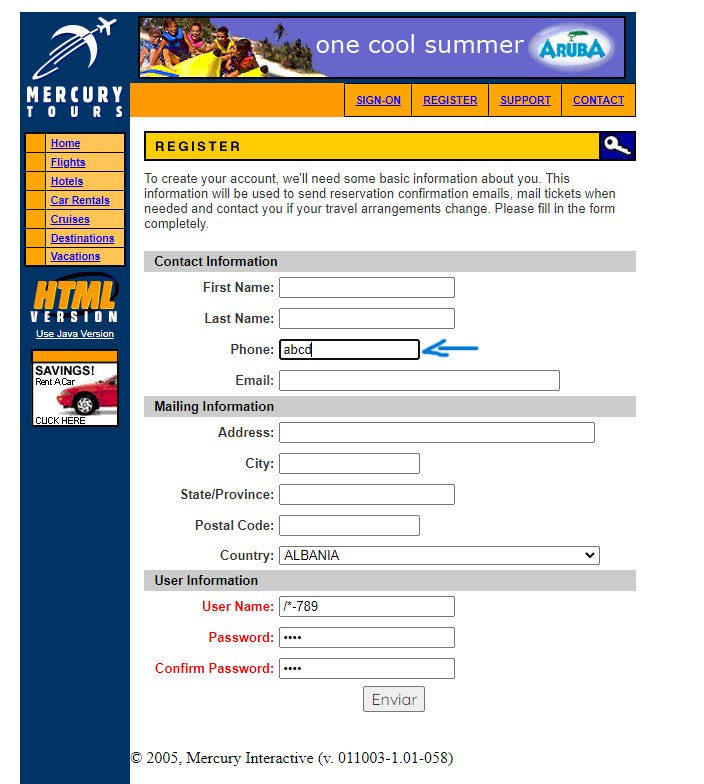 one cool summer ARUBA
MERCURY
TOURS
SIGN-ON REGISTER SUPPORT CONTACT
Home
Flights
Hotels
Car Rentals
Cruises
Destinations
Vacations
HTML
VERSION
Use Java Version
SAVINGS!
Rent A Car
CLICK HERE
REGISTER
To create your account, we'll need some basic information about you. This
information will be used to send reservation confirmation emails, mail tickets when
needed and contact you if your travel arrangements change. Please fill in the form
completely.
Contact Information
First Name:
Last Name:
Phone: abcd
Email:
Mailing Information
Address:
City:
State/Province:
Postal Code:
Country: ALBANIA
User Information
User Name: /*-789
Password: ••••
Confirm Password: ••••
Enviar
© 2005, Mercury Interactive (v. 011003-1.01-058)